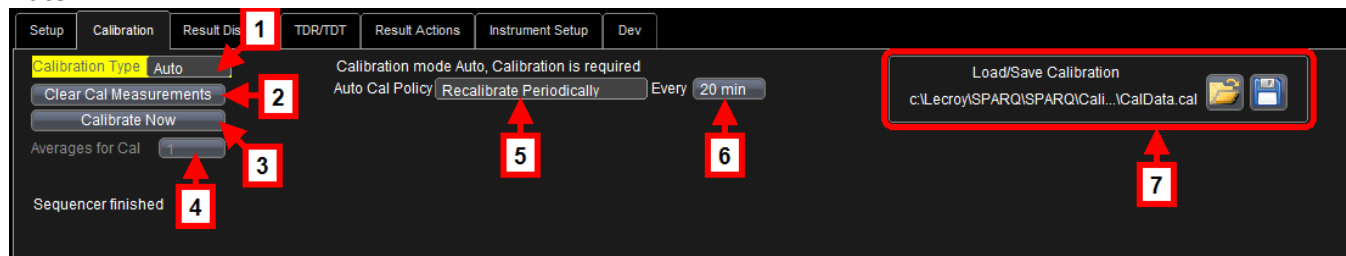 Setup Calibration Result Dis 1 TDR/TDT Result Actions Instrument Setup Dev
Calibration Type Auto
Calibration mode Auto, Calibration is required
Load/Save Calibration
Clear Cal Measurements 2
Auto Cal Policy Recalibrate Periodically Every 20 min
c:\Lecroy\SPARQ\SPARQ\Cali...\CalData.cal
Calibrate Now
Averages for Cal 1
3
5
6
7
4
Sequencer finished